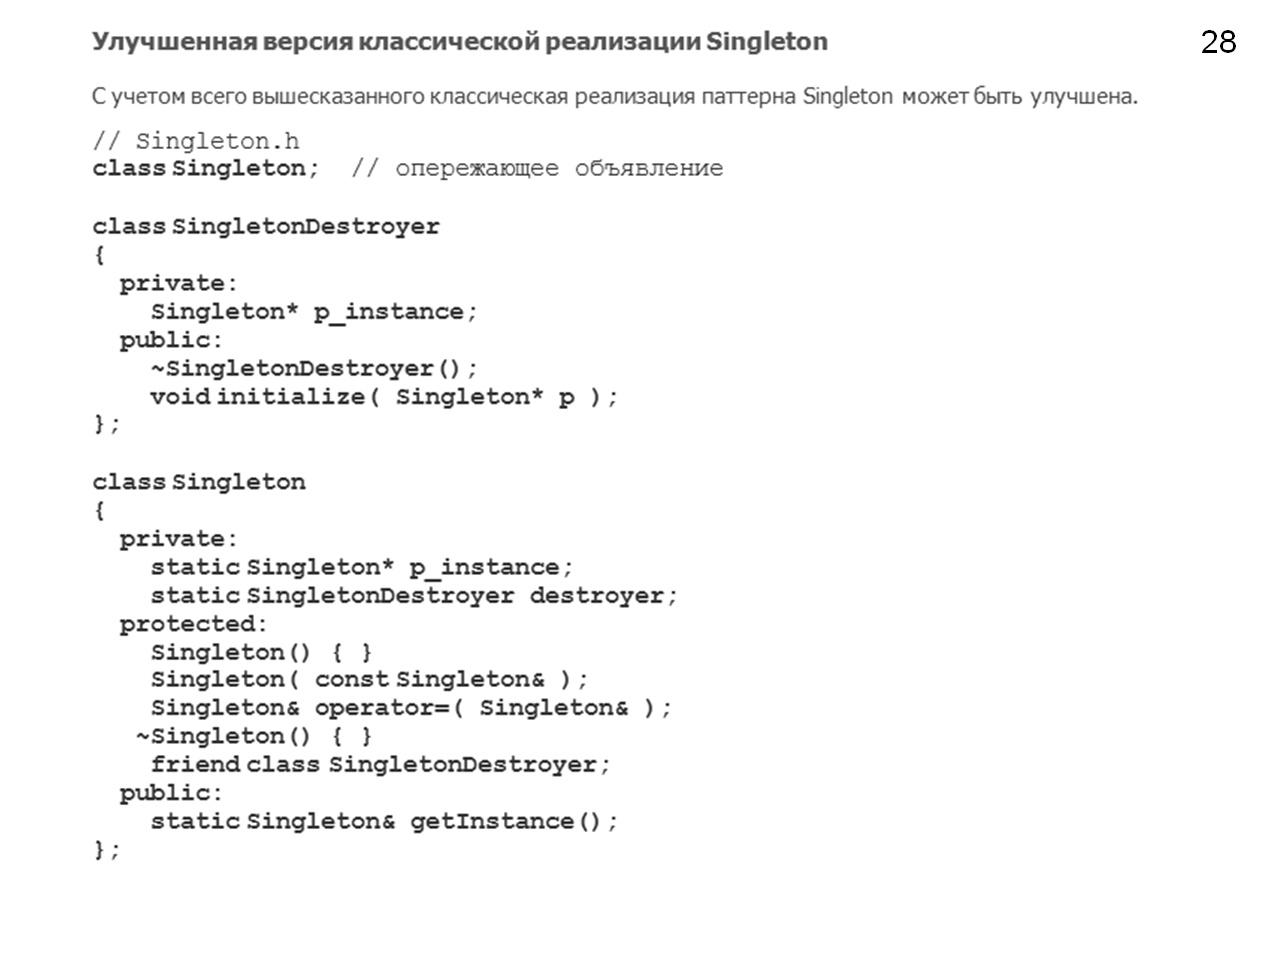 Улучшенная версия классической реализации Singleton
28
С учетом всего вышесказанного классическая реализация паттерна Singleton может быть улучшена.
// Singleton.h
class Singleton;  // опережающее объявление
class SingletonDestroyer
{
private:
Singleton* p_instance;
public:
~SingletonDestroyer();
void initialize( Singleton* p );
};
class Singleton
{
private:
static Singleton* p_instance;
static SingletonDestroyer destroyer;
protected:
Singleton() { }
Singleton( const Singleton& );
Singleton& operator=( Singleton& );
~Singleton() { }
friend class SingletonDestroyer;
public:
static Singleton& getInstance();
};